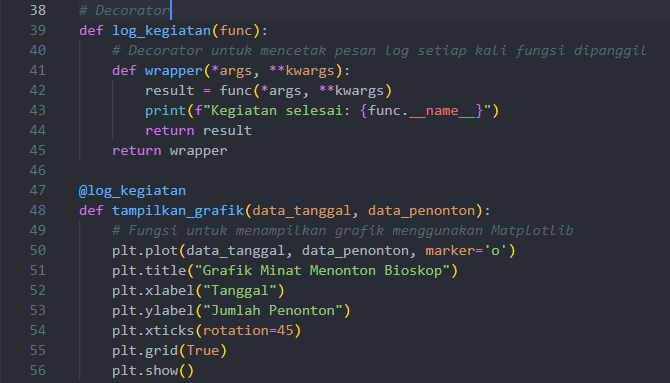 38 # Decorator
39 def log_kegiatan(func):
40     # Decorator untuk mencetak pesan log setiap kali fungsi dipanggil
41     def wrapper(*args, **kwargs):
42         result = func(*args, **kwargs)
43         print(f"Kegiatan selesai: {func.__name__}")
44         return result
45     return wrapper
46
47 @log_kegiatan
48 def tampilkan_grafik(data_tanggal, data_penonton):
49     # Fungsi untuk menampilkan grafik menggunakan Matplotlib
50     plt.plot(data_tanggal, data_penonton, marker='o')
51     plt.title("Grafik Minat Menonton Bioskop")
52     plt.xlabel("Tanggal")
53     plt.ylabel("Jumlah Penonton")
54     plt.xticks(rotation=45)
55     plt.grid(True)
56     plt.show()